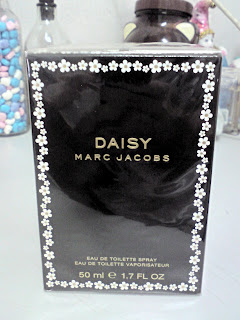 DAISY
MARC JACOBS
EAU DE TOILETTE SPRAY
EAU DE TOILETTE VAPORISATEUR
50 ml ℮ 1.7 FL OZ